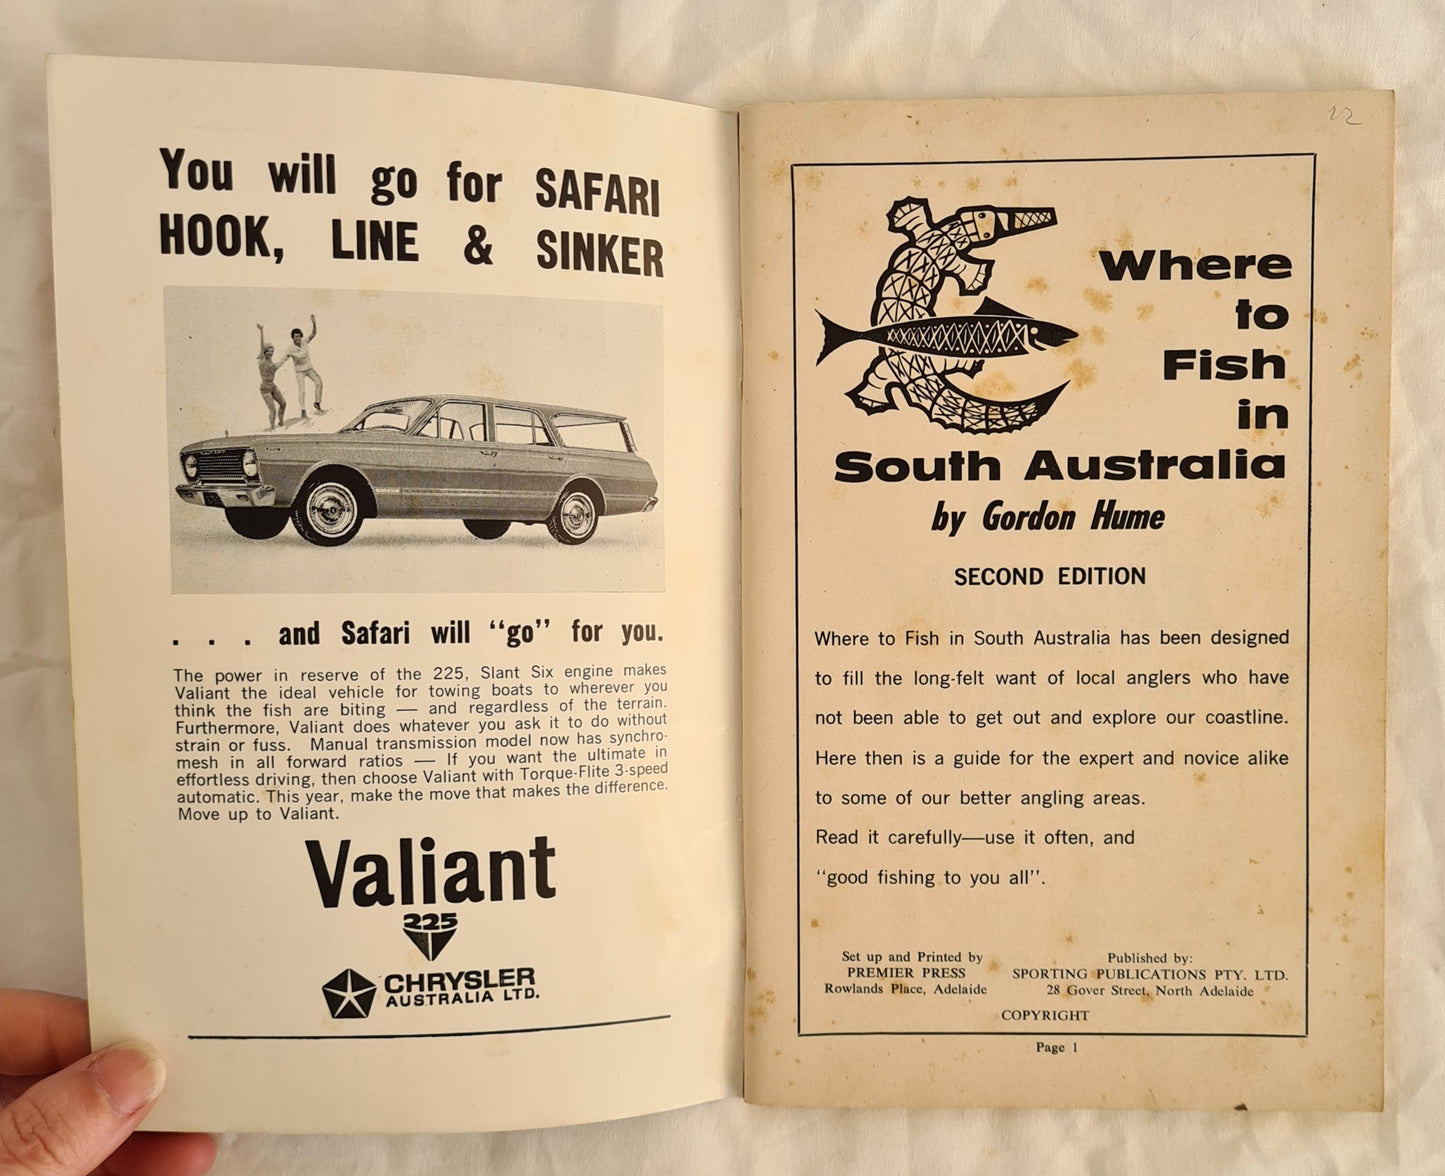 You will go for SAFARI
HOOK, LINE & SINKER
VALIANT
. . . and Safari will “go” for you.
The power in reserve of the 225, Slant Six engine makes
Valiant the ideal vehicle for towing boats to wherever you
think the fish are biting — and regardless of the terrain.
Furthermore, Valiant does whatever you ask it to do without
strain or fuss. Manual transmission model now has synchro-
mesh in all forward ratios — If you want the ultimate in
effortless driving, then choose Valiant with Torque-Flite 3-speed
automatic. This year, make the move that makes the difference.
Move up to Valiant.
Valiant
225
CHRYSLER
AUSTRALIA LTD.
22
Where
to
Fish
in
South Australia
by Gordon Hume
SECOND EDITION
Where to Fish in South Australia has been designed
to fill the long-felt want of local anglers who have
not been able to get out and explore our coastline.
Here then is a guide for the expert and novice alike
to some of our better angling areas.
Read it carefully—use it often, and
“good fishing to you all”.
Set up and Printed by
PREMIER PRESS
Rowlands Place, Adelaide
Published by:
SPORTING PUBLICATIONS PTY. LTD.
28 Gover Street, North Adelaide
COPYRIGHT
Page 1